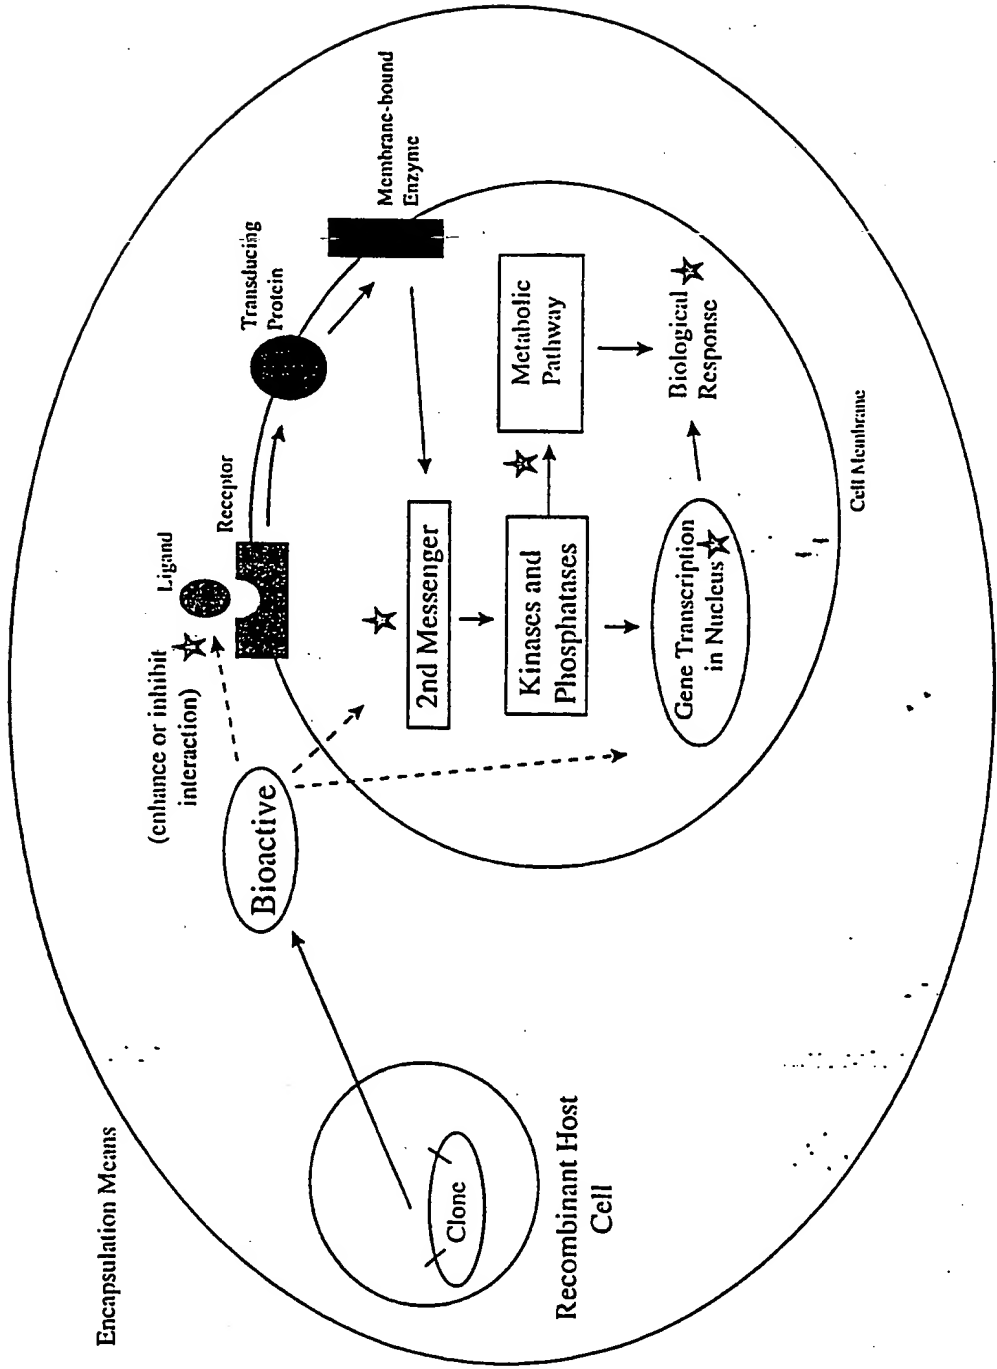 Encapsulation Means
(enhance or inhibit
interaction)
Ligand
Receptor
Transducing
Protein
Membrane-bound
Enzyme
Bioactive
2nd Messenger
Kinases and
Phosphatases
Metabolic
Pathway
Gene Transcription
in Nucleus
Biological
Response
Cell Membrane
Clone
Recombinant Host
Cell